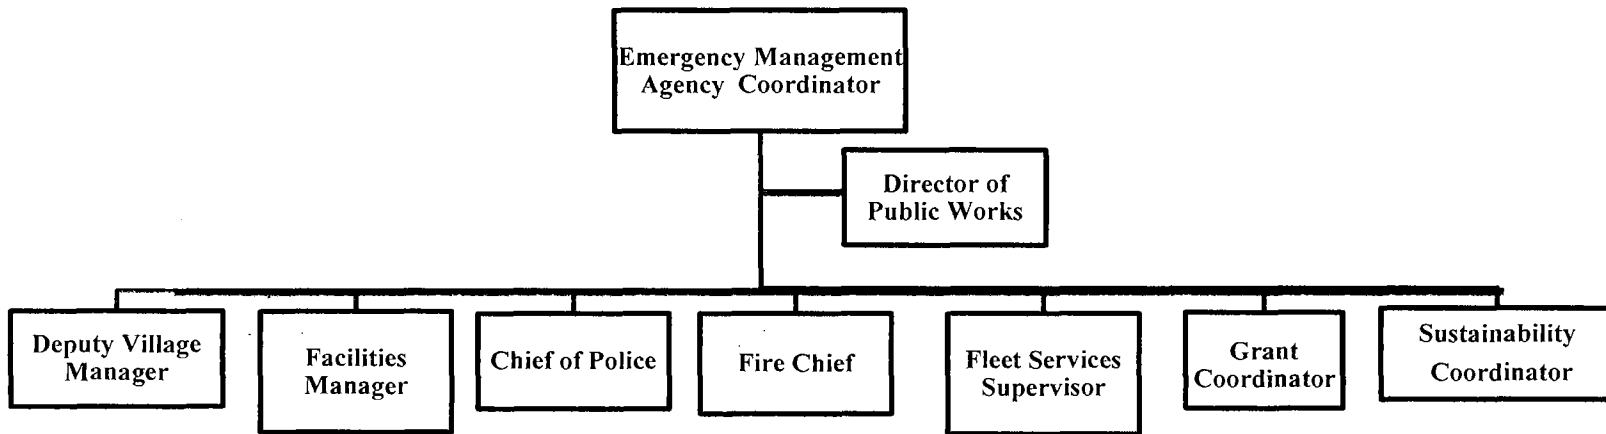 Emergency Management
Agency Coordinator
Director of
Public Works
Deputy Village
Manager
Facilities
Manager
Chief of Police
Fire Chief
Fleet Services
Supervisor
Grant
Coordinator
Sustainability
Coordinator